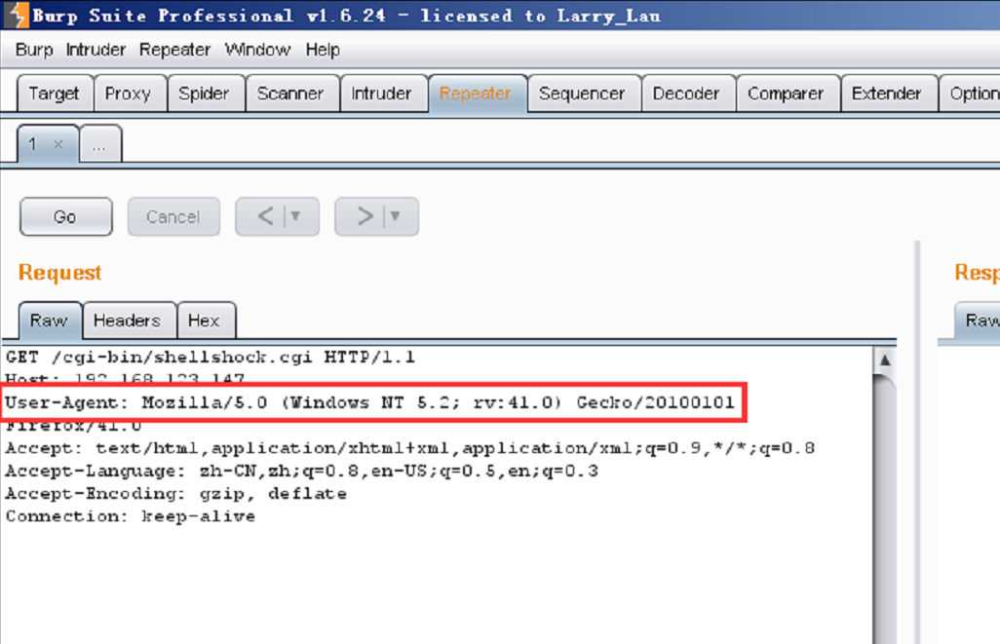 Burp Suite Professional v1.6.24 - licensed to Larry_Lau
Burp Intruder Repeater Window Help
Target Proxy Spider Scanner Intruder Repeater Sequencer Decoder Comparer Extender Option
1 × ...
Go Cancel < > 
Request Resp
Raw Headers Hex Raw
GET /cgi-bin/shellshock.cgi HTTP/1.1
Host: 192.168.123.147
User-Agent: Mozilla/5.0 (Windows NT 5.2; rv:41.0) Gecko/20100101
Firefox/41.0
Accept: text/html,application/xhtml+xml,application/xml;q=0.9,*/*;q=0.8
Accept-Language: zh-CN,zh;q=0.8,en-US;q=0.5,en;q=0.3
Accept-Encoding: gzip, deflate
Connection: keep-alive